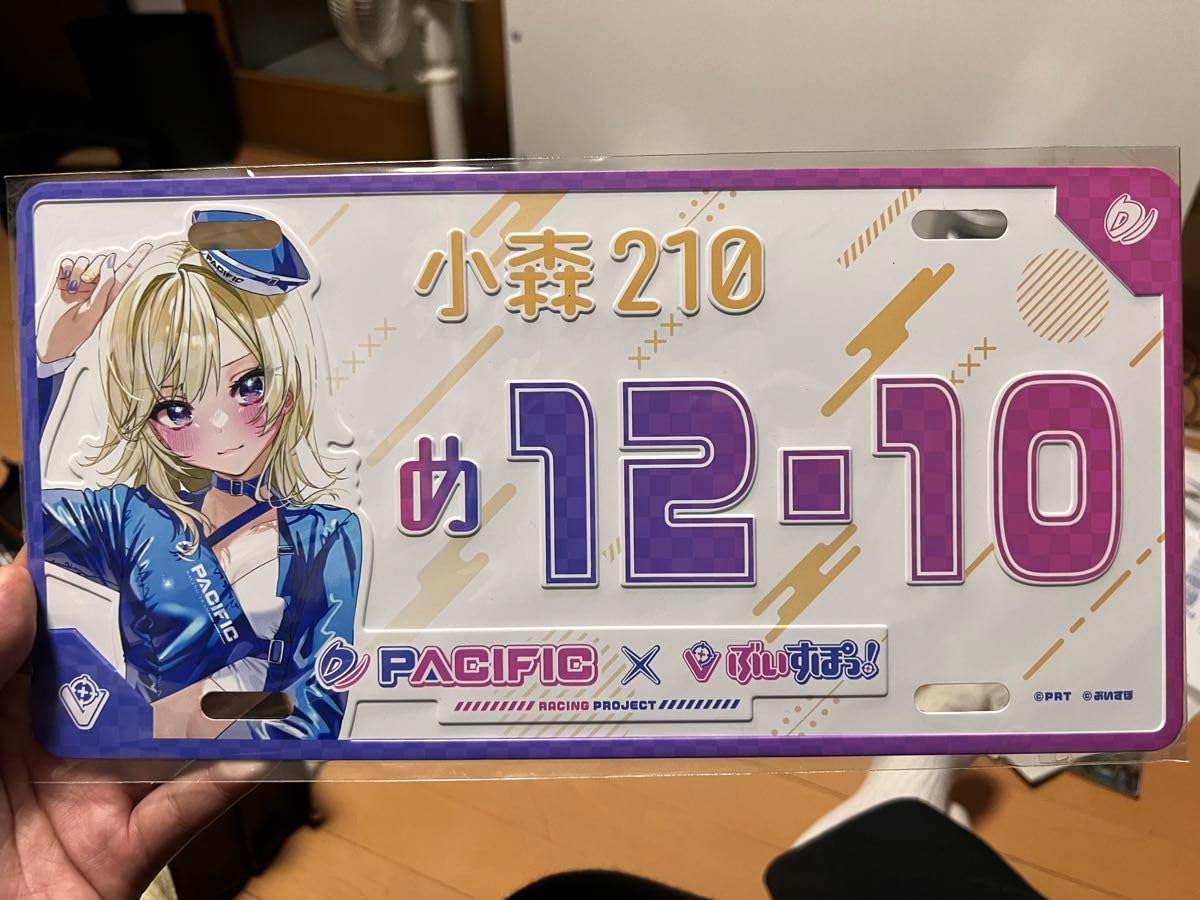 PACIFIC
小森 210
め 12-10
PACIFIC
PACIFIC × ぶいすぽっ!
RACING PROJECT
©PRT ©ぶいすぽ